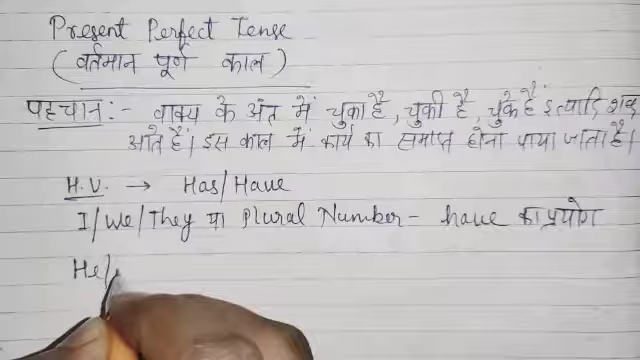 Present Perfect Tense
(वर्तमान पूर्ण काल)
पहचान :- वाक्य के अंत में चुका है, चुकी है, चुके हैं इत्यादि शब्द
आते हैं। इस काल में कार्य का समाप्त होना पाया जाता है।
H.V. → Has/Have
I/We/They या Plural Number - have का प्रयोग
He/